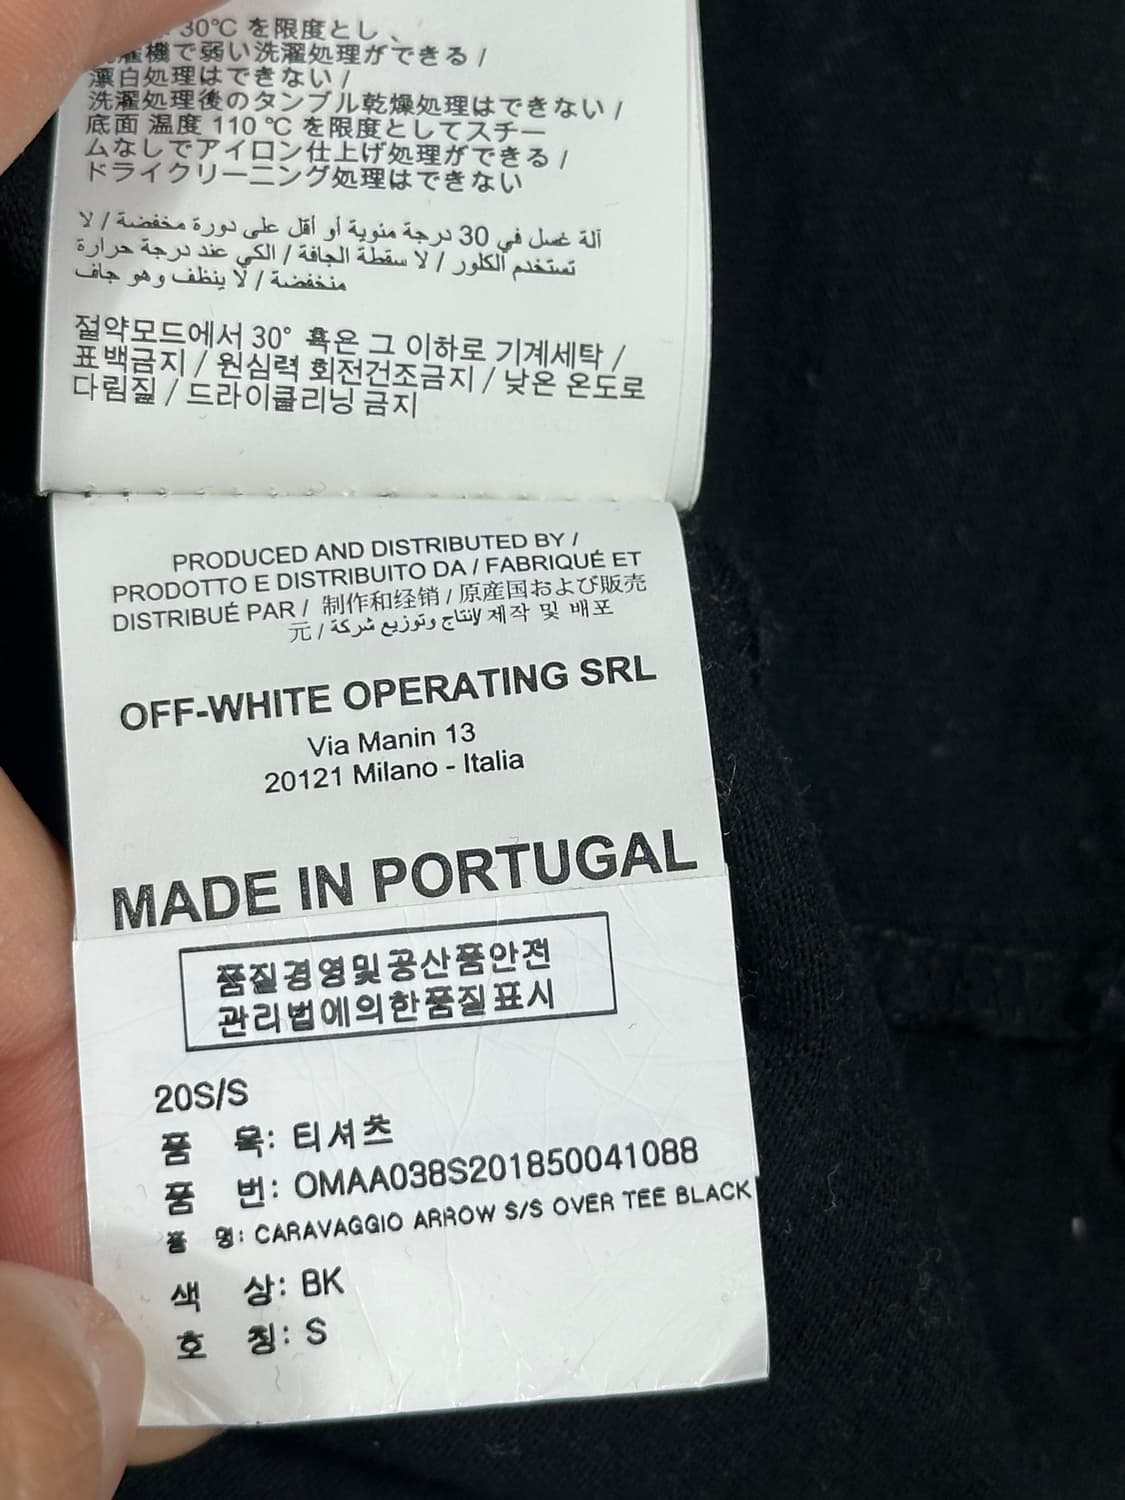 30℃ を限度とし、
濯機で弱い洗濯処理ができる /
漂白処理はできない /
洗濯処理後のタンブル乾燥処理はできない /
底面 温度 110 ℃ を限度としてスチー
ムなしでアイロン仕上げ処理ができる /
ドライクリーニング処理はできない
آلة غسل في 30 درجة مئوية أو أقل على دورة مخفضة / لا
تستخدم الكلور / لا سقطة الجافة / الكي عند درجة حرارة
منخفضة / لا ينظف وهو جاف
절약모드에서 30° 혹은 그 이하로 기계세탁 /
표백금지 / 원심력 회전건조금지 / 낮온 온도로
다림질 / 드라이클리닝 금지
PRODUCED AND DISTRIBUTED BY /
PRODOTTO E DISTRIBUITO DA / FABRIQUÉ ET
DISTRIBUÉ PAR / 制作和经销 / 原産国および販売
元 / إنتاج وتوزيع شركة 제작 및 배포
OFF-WHITE OPERATING SRL
Via Manin 13
20121 Milano - Italia
MADE IN PORTUGAL
품질경영및공산품안전
관리법에의한품질표시
20S/S
품 목: 티셔츠
품 번: OMAA038S201850041088
품 명: CARAVAGGIO ARROW S/S OVER TEE BLACK
색 상: BK
호 칭: S